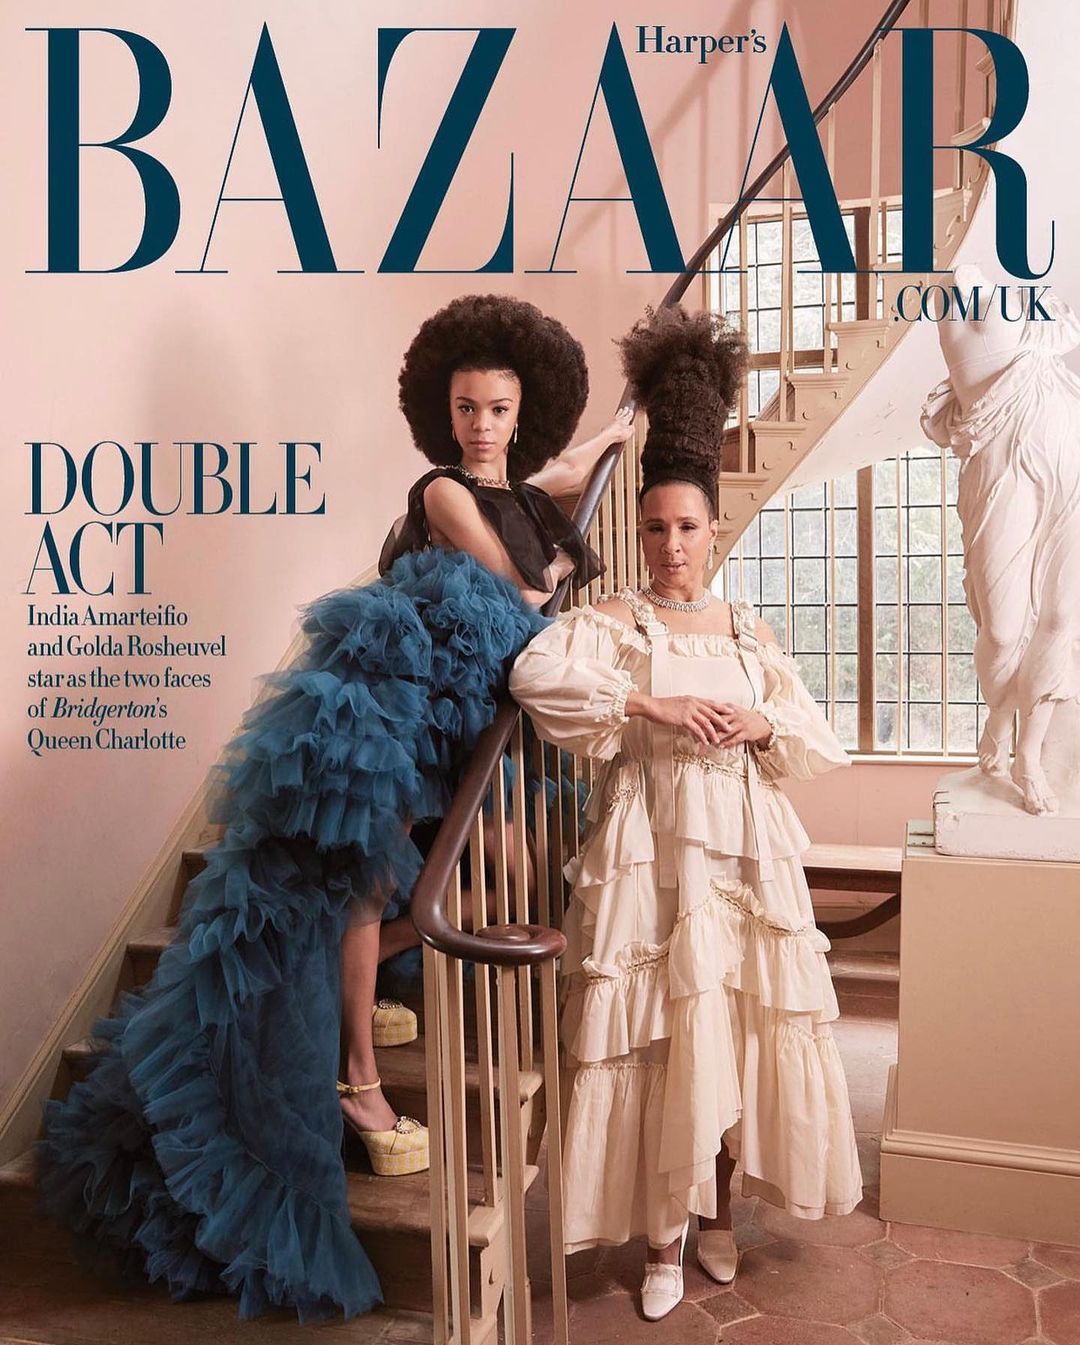 Harper's
BAZAAR
.COM/UK
DOUBLE
ACT
India Amarteifio
and Golda Rosheuvel
star as the two faces
of Bridgerton's
Queen Charlotte